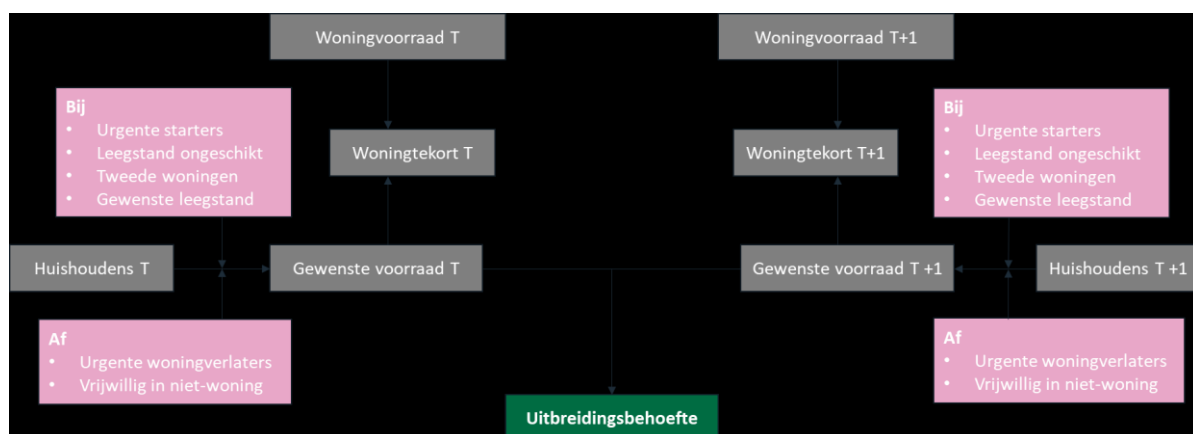 Woningvoorraad T
Woningvoorraad T+1
Bij
• Urgente starters
• Leegstand ongeschikt
• Tweede woningen
• Gewenste leegstand
Woningtekort T
Woningtekort T+1
Bij
• Urgente starters
• Leegstand ongeschikt
• Tweede woningen
• Gewenste leegstand
Huishoudens T
Gewenste voorraad T
Gewenste voorraad T +1
Huishoudens T +1
Af
• Urgente woningverlaters
• Vrijwillig in niet-woning
Af
• Urgente woningverlaters
• Vrijwillig in niet-woning
Uitbreidingsbehoefte